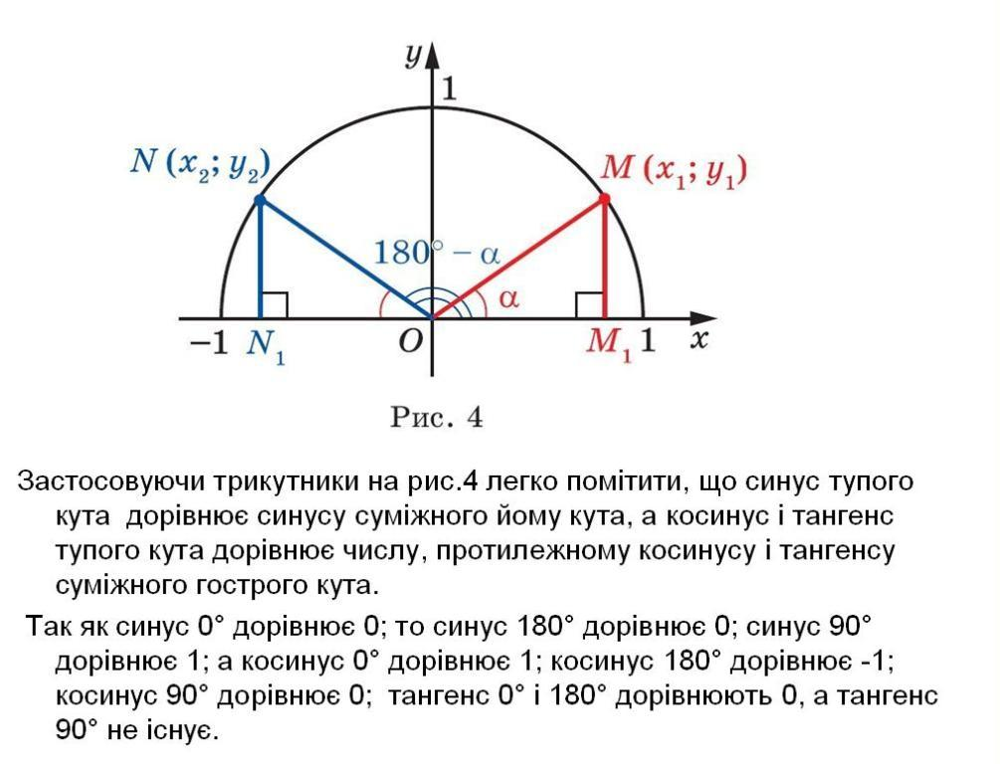 y
1
N (x₂; y₂)
M (x₁; y₁)
180° – α
α
–1 N₁ O M₁ 1 x
Рис. 4
Застосовуючи трикутники на рис.4 легко помітити, що синус тупого
кута дорівнює синусу суміжного йому кута, а косинус і тангенс
тупого кута дорівнює числу, протилежному косинусу і тангенсу
суміжного гострого кута.
Так як синус 0° дорівнює 0; то синус 180° дорівнює 0; синус 90°
дорівнює 1; а косинус 0° дорівнює 1; косинус 180° дорівнює -1;
косинус 90° дорівнює 0; тангенс 0° і 180° дорівнюють 0, а тангенс
90° не існує.